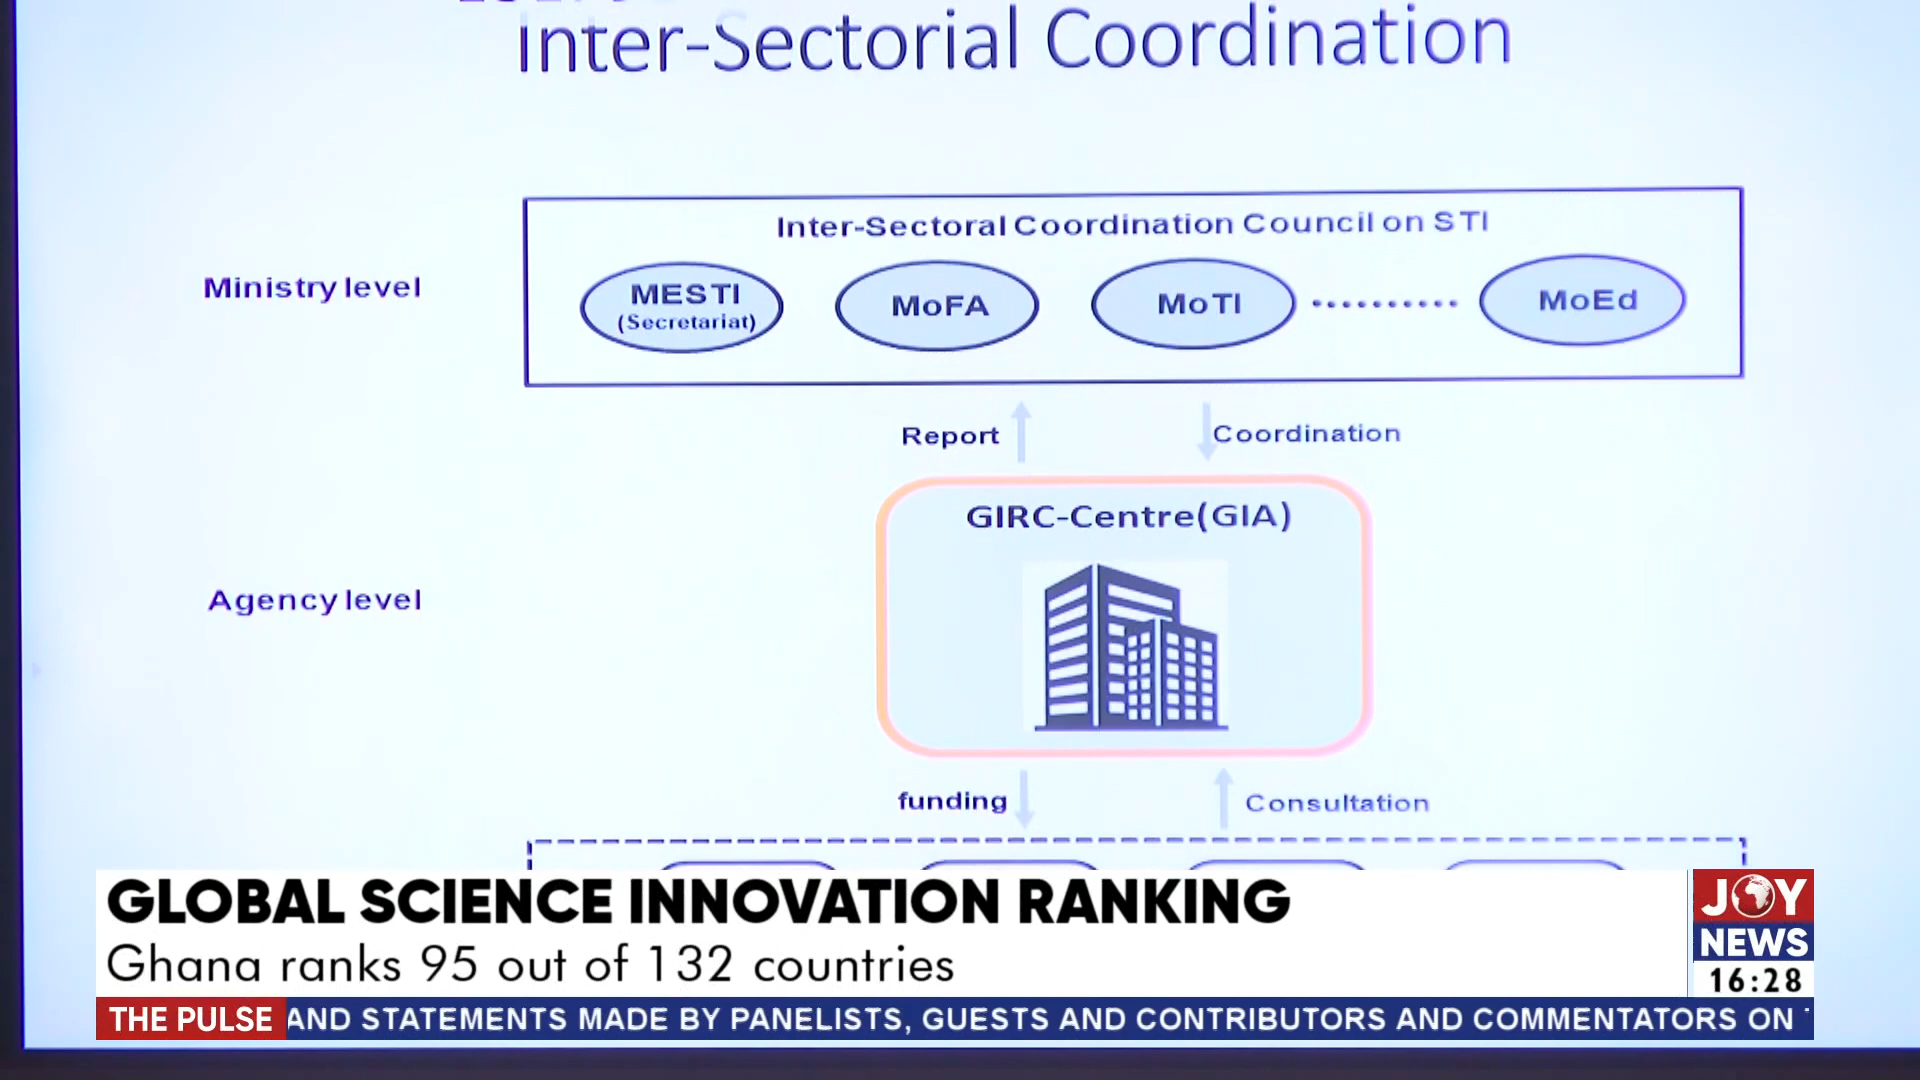 Inter-Sectorial Coordination
Inter-Sectoral Coordination Council on STI
Ministry level
MESTI
(Secretariat)
MoFA
MoTI
MoEd
Report
Coordination
GIRC-Centre(GIA)
Agency level
funding
Consultation
GLOBAL SCIENCE INNOVATION RANKING
Ghana ranks 95 out of 132 countries
JOY
NEWS
16:28
THE PULSE
AND STATEMENTS MADE BY PANELISTS, GUESTS AND CONTRIBUTORS AND COMMENTATORS ON